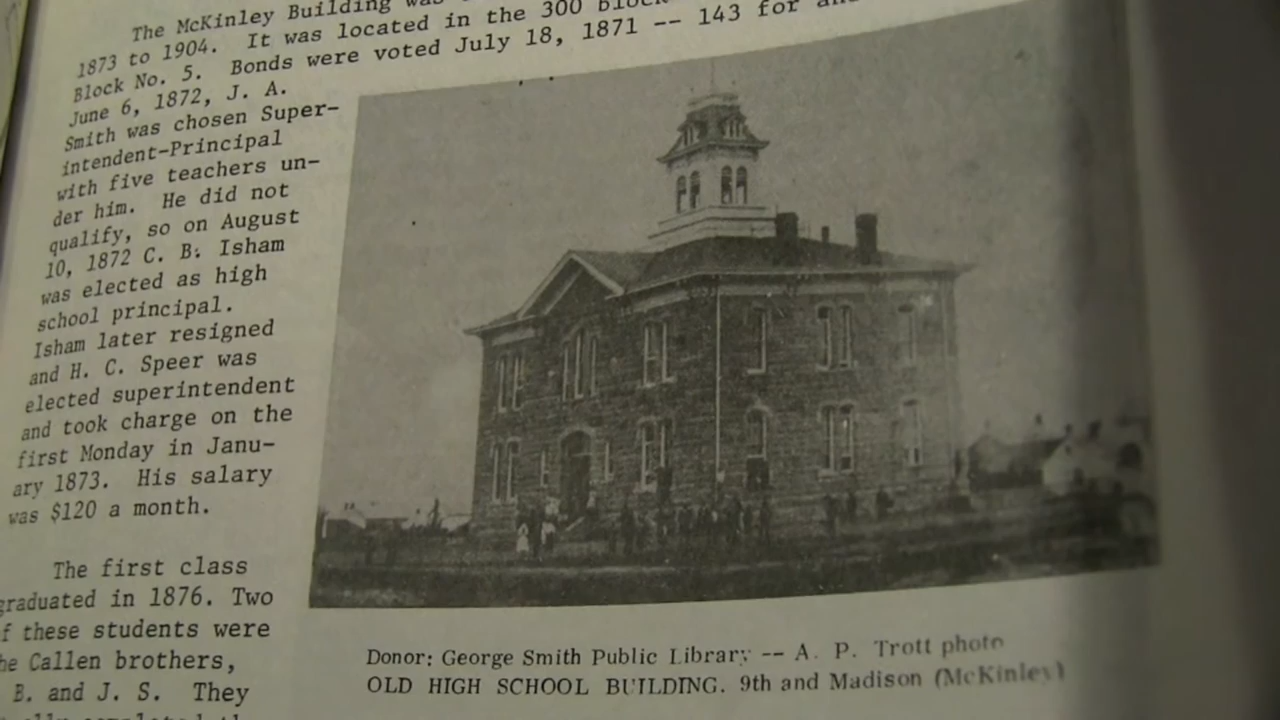 The McKinley Building was
1873 to 1904. It was located in the 300 Block
Block No. 5. Bonds were voted July 18, 1871 -- 143 for and
June 6, 1872, J. A.
Smith was chosen Super-
intendent-Principal
with five teachers un-
der him. He did not
qualify, so on August
10, 1872 C. B. Isham
was elected as high
school principal.
Isham later resigned
and H. C. Speer was
elected superintendent
and took charge on the
first Monday in Janu-
ary 1873. His salary
was $120 a month.
The first class
graduated in 1876. Two
of these students were
he Callen brothers,
B. and J. S. They
Donor: George Smith Public Library -- A. P. Trott photo
OLD HIGH SCHOOL BUILDING. 9th and Madison (McKinley)